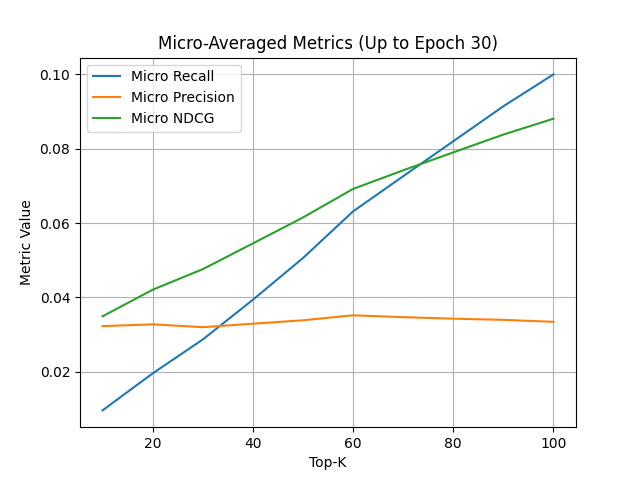 Micro-Averaged Metrics (Up to Epoch 30)
Micro Recall
Micro Precision
Micro NDCG
Metric Value
0.10
0.08
0.06
0.04
0.02
20 40 60 80 100
Top-K